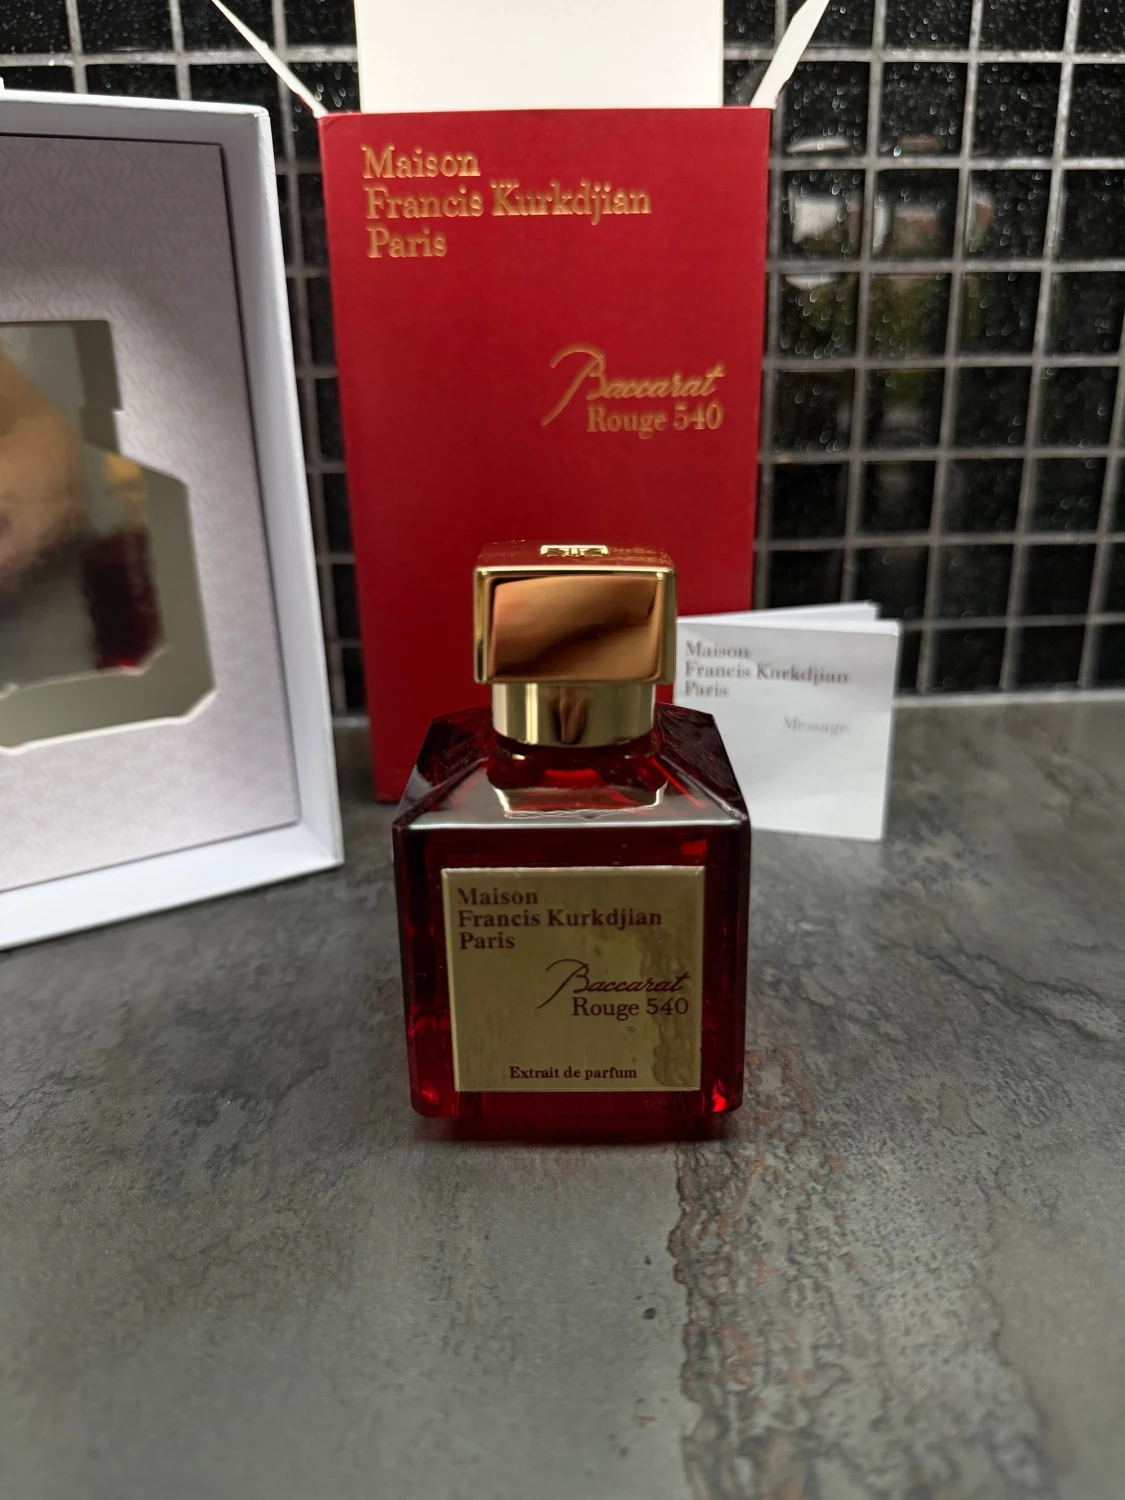 Maison
Francis Kurkdjian
Paris
Baccarat
Rouge 540
Maison
Francis Kurkdjian
Paris
Message...
Maison
Francis Kurkdjian
Paris
Baccarat
Rouge 540
Extrait de parfum